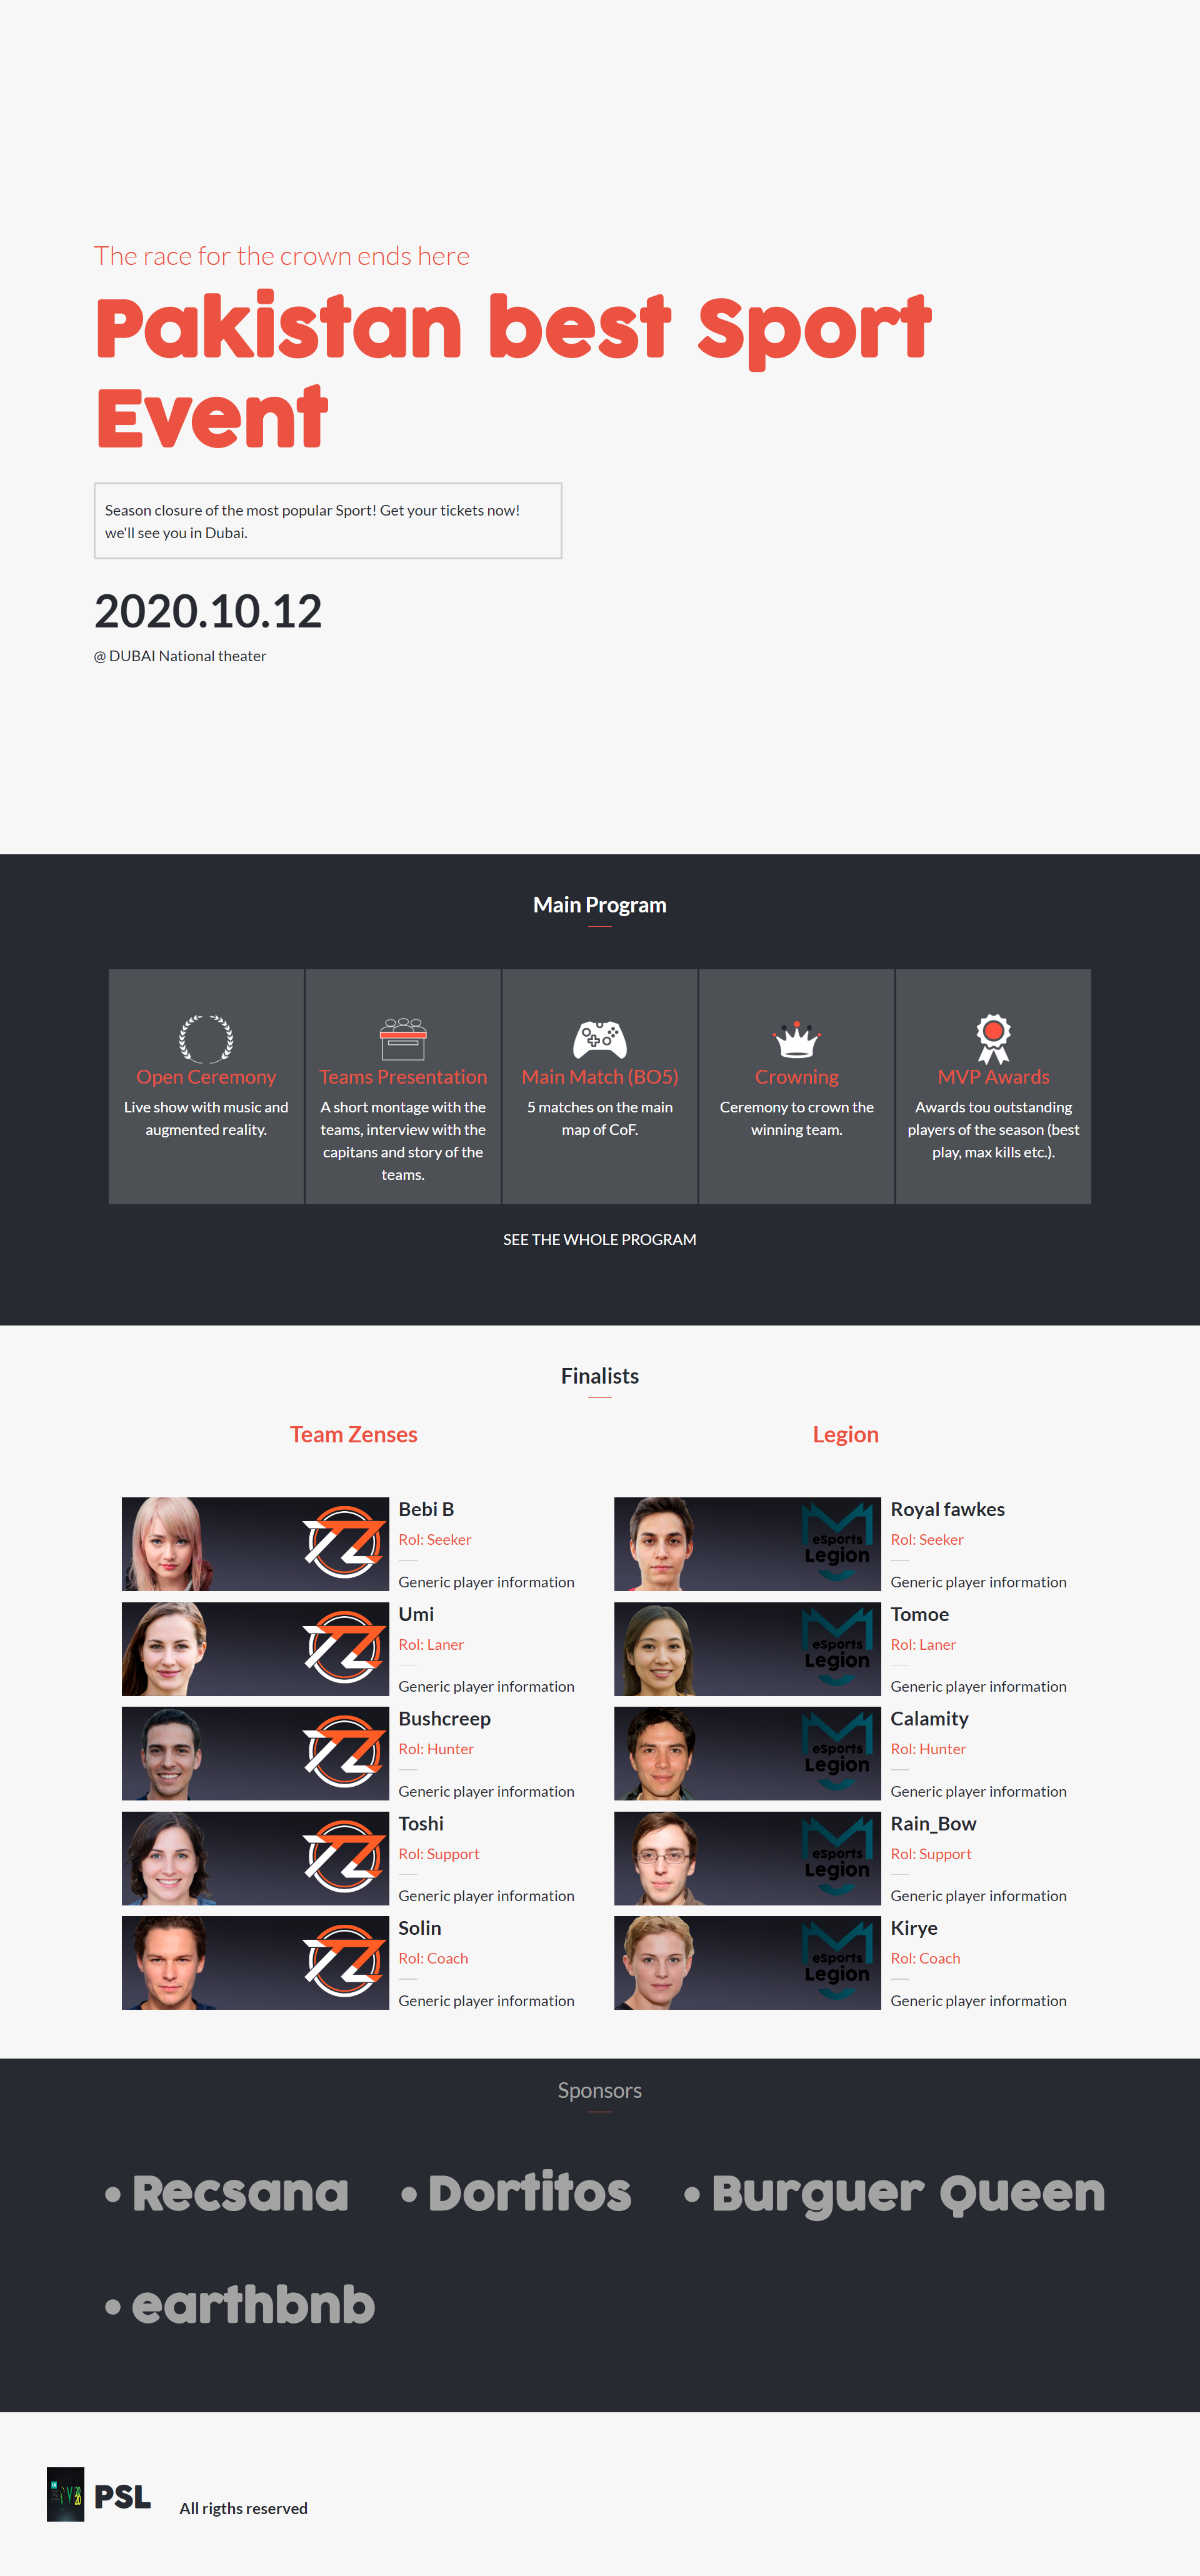 The race for the crown ends here
Pakistan best Sport
Event
Season closure of the most popular Sport! Get your tickets now!
we'll see you in Dubai.
2020.10.12
@ DUBAI National theater
Main Program
Open Ceremony
Live show with music and
augmented reality.
Teams Presentation
A short montage with the
teams, interview with the
capitans and story of the
teams.
Main Match (BO5)
5 matches on the main
map of CoF.
Crowning
Ceremony to crown the
winning team.
MVP Awards
Awards tou outstanding
players of the season (best
play, max kills etc.).
SEE THE WHOLE PROGRAM
Finalists
Team Zenses
Bebi B
Rol: Seeker
Generic player information
Umi
Rol: Laner
Generic player information
Bushcreep
Rol: Hunter
Generic player information
Toshi
Rol: Support
Generic player information
Solin
Rol: Coach
Generic player information
Legion
eSports
Legion
Royal fawkes
Rol: Seeker
Generic player information
eSports
Legion
Tomoe
Rol: Laner
Generic player information
eSports
Legion
Calamity
Rol: Hunter
Generic player information
eSports
Legion
Rain_Bow
Rol: Support
Generic player information
eSports
Legion
Kirye
Rol: Coach
Generic player information
Sponsors
• Recsana
• Dortitos
• Burguer Queen
• earthbnb
PSL
All rigths reserved